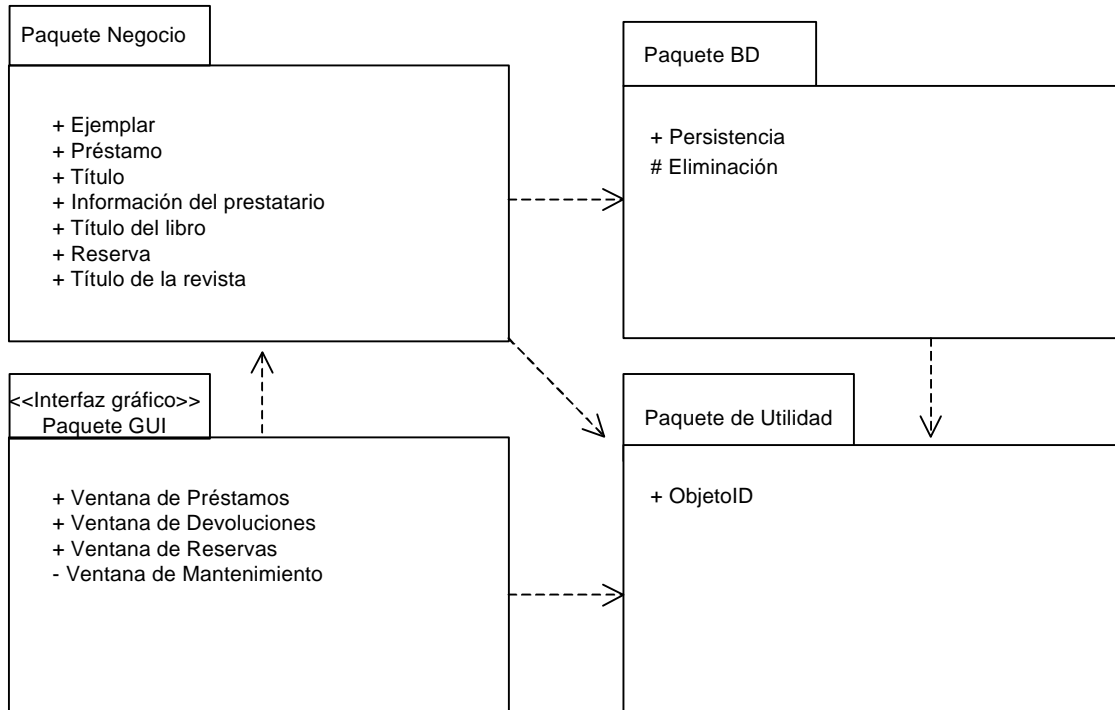 Paquete Negocio
+ Ejemplar
+ Préstamo
+ Título
+ Información del prestatario
+ Título del libro
+ Reserva
+ Título de la revista
Paquete BD
+ Persistencia
# Eliminación
<<Interfaz gráfico>>
Paquete GUI
+ Ventana de Préstamos
+ Ventana de Devoluciones
+ Ventana de Reservas
- Ventana de Mantenimiento
Paquete de Utilidad
+ ObjetoID